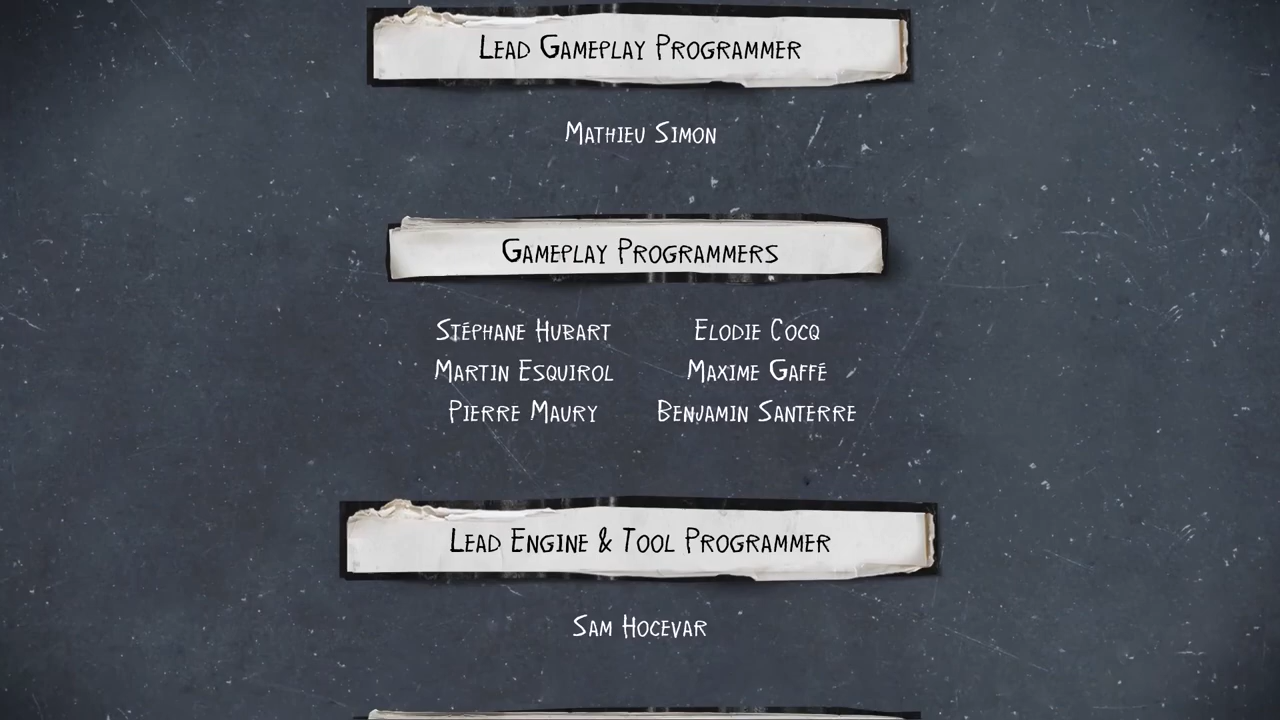 Lead Gameplay Programmer
Mathieu Simon
Gameplay Programmers
Stéphane Hubart Elodie Cocq
Martin Esquirol Maxime Gaffé
Pierre Maury Benjamin Santerre
Lead Engine & Tool Programmer
Sam Hocevar